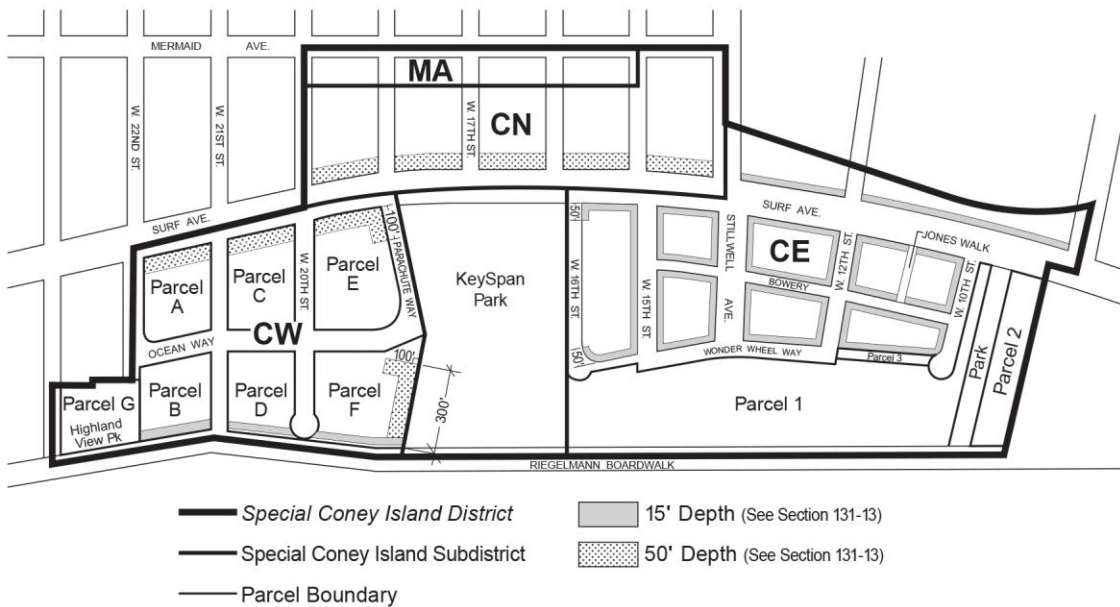 MERMAID AVE.
MA
CN
W. 22ND ST.
W. 21ST ST.
W. 17TH ST.
SURF AVE.
SURF AVE.
Parcel
A
Parcel
C
W. 20TH ST.
Parcel
E
100'
PARACHUTE WAY
KeySpan
Park
50'
W. 16TH ST.
50'
W. 15TH ST.
STILLWELL
AVE.
CE
BOWERY
W. 12TH ST.
JONES WALK
W. 10TH ST.
OCEAN WAY
CW
WONDER WHEEL WAY
Parcel 3
Park
Parcel 2
Parcel G
Highland
View Pk
Parcel
B
Parcel
D
Parcel
F
100'
300'
Parcel 1
RIEGELMANN BOARDWALK
Special Coney Island District
15' Depth (See Section 131-13)
Special Coney Island Subdistrict
50' Depth (See Section 131-13)
Parcel Boundary